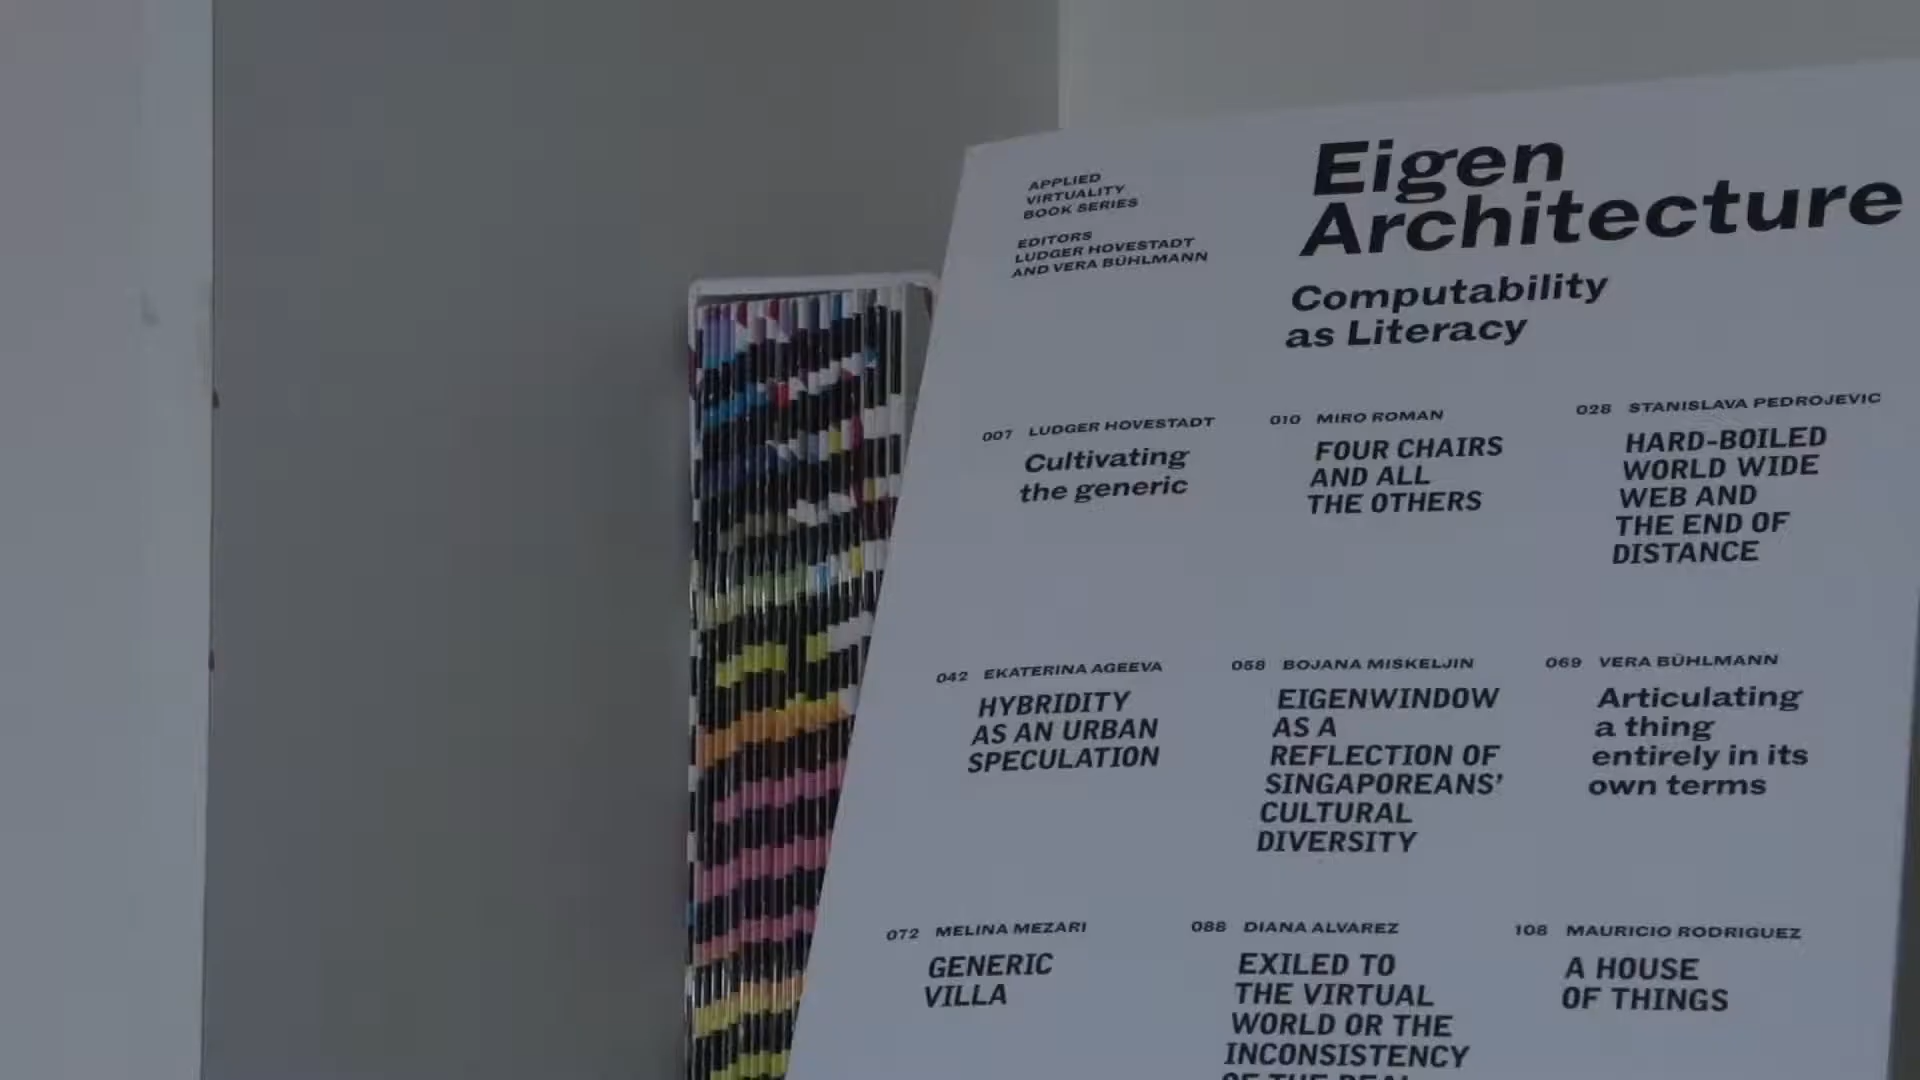 APPLIED
VIRTUALITY
BOOK SERIES
EDITORS
LUDGER HOVESTADT
AND VERA BÜHLMANN
Eigen
Architecture
Computability
as Literacy
007 LUDGER HOVESTADT
Cultivating
the generic
010 MIRO ROMAN
FOUR CHAIRS
AND ALL
THE OTHERS
028 STANISLAVA PEDROJEVIC
HARD-BOILED
WORLD WIDE
WEB AND
THE END OF
DISTANCE
042 EKATERINA AGEEVA
HYBRIDITY
AS AN URBAN
SPECULATION
058 BOJANA MISKELJIN
EIGENWINDOW
AS A
REFLECTION OF
SINGAPOREANS’
CULTURAL
DIVERSITY
069 VERA BÜHLMANN
Articulating
a thing
entirely in its
own terms
072 MELINA MEZARI
GENERIC
VILLA
088 DIANA ALVAREZ
EXILED TO
THE VIRTUAL
WORLD OR THE
INCONSISTENCY
OF THE REAL
108 MAURICIO RODRIGUEZ
A HOUSE
OF THINGS